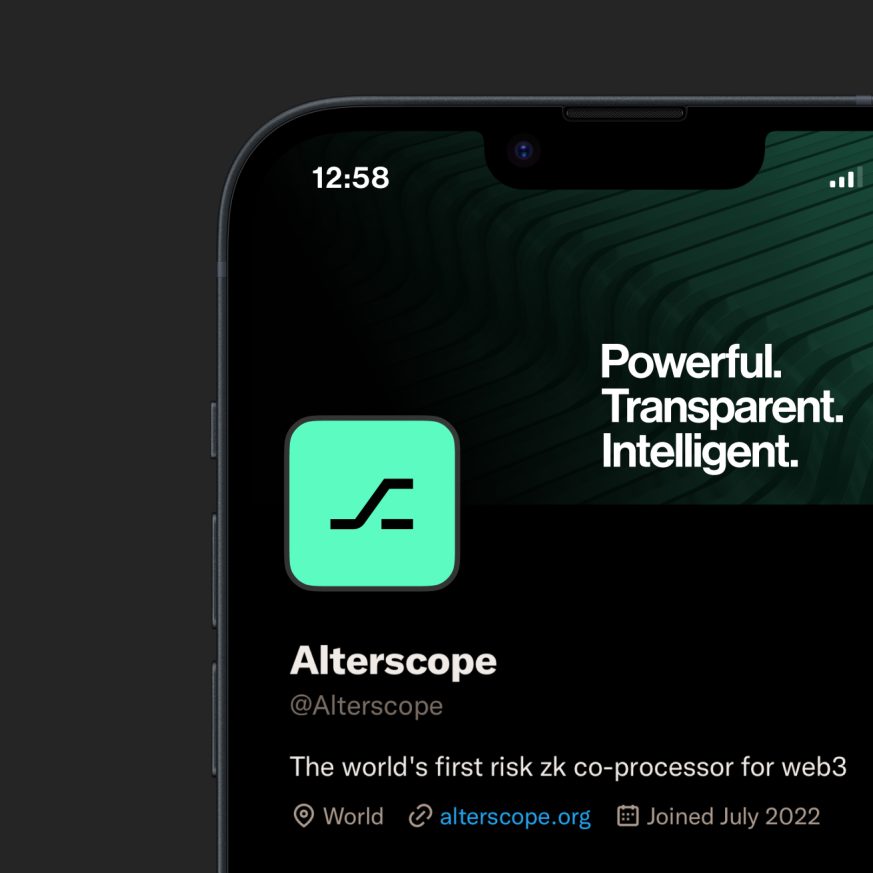 12:58
Powerful.
Transparent.
Intelligent.
Alterscope
@Alterscope
The world's first risk zk co-processor for web3
World alterscope.org Joined July 2022